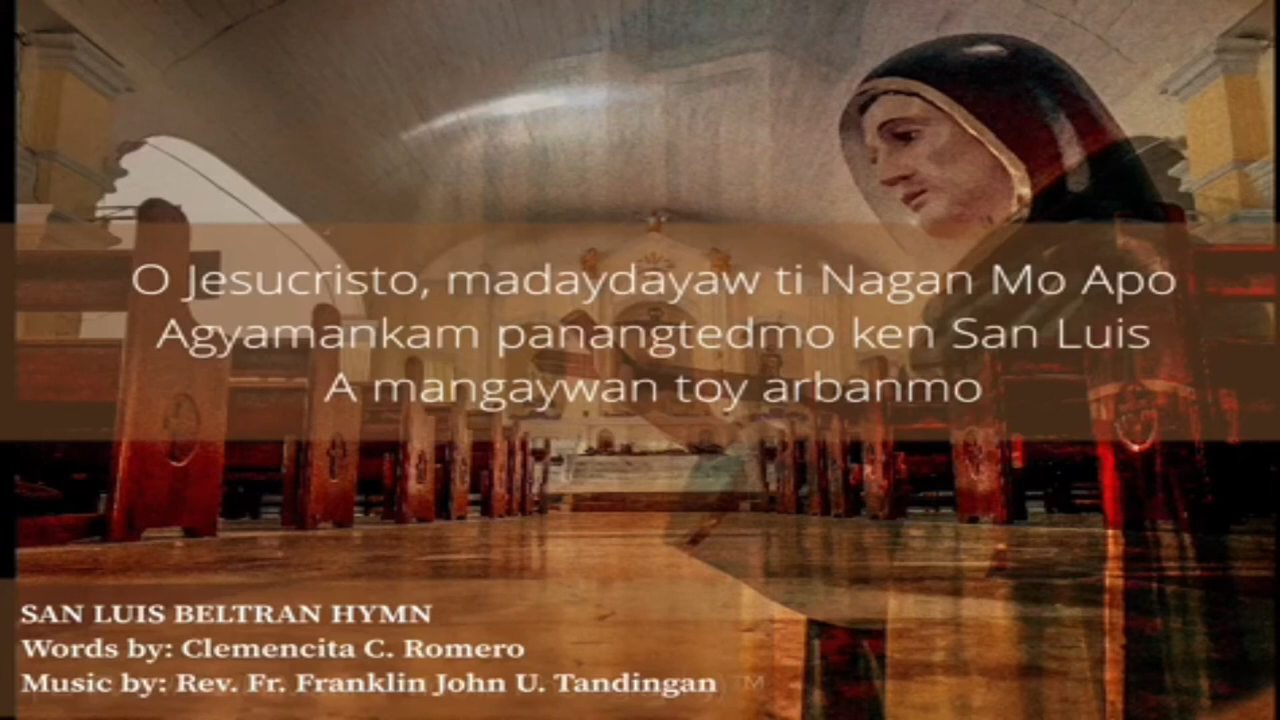 O Jesucristo, madaydayaw ti Nagan Mo Apo
Agyamankam panangtedmo ken San Luis
A mangaywan toy arbanmo
SAN LUIS BELTRAN HYMN
Words by: Clemencita C. Romero
Music by: Rev. Fr. Franklin John U. Tandingan